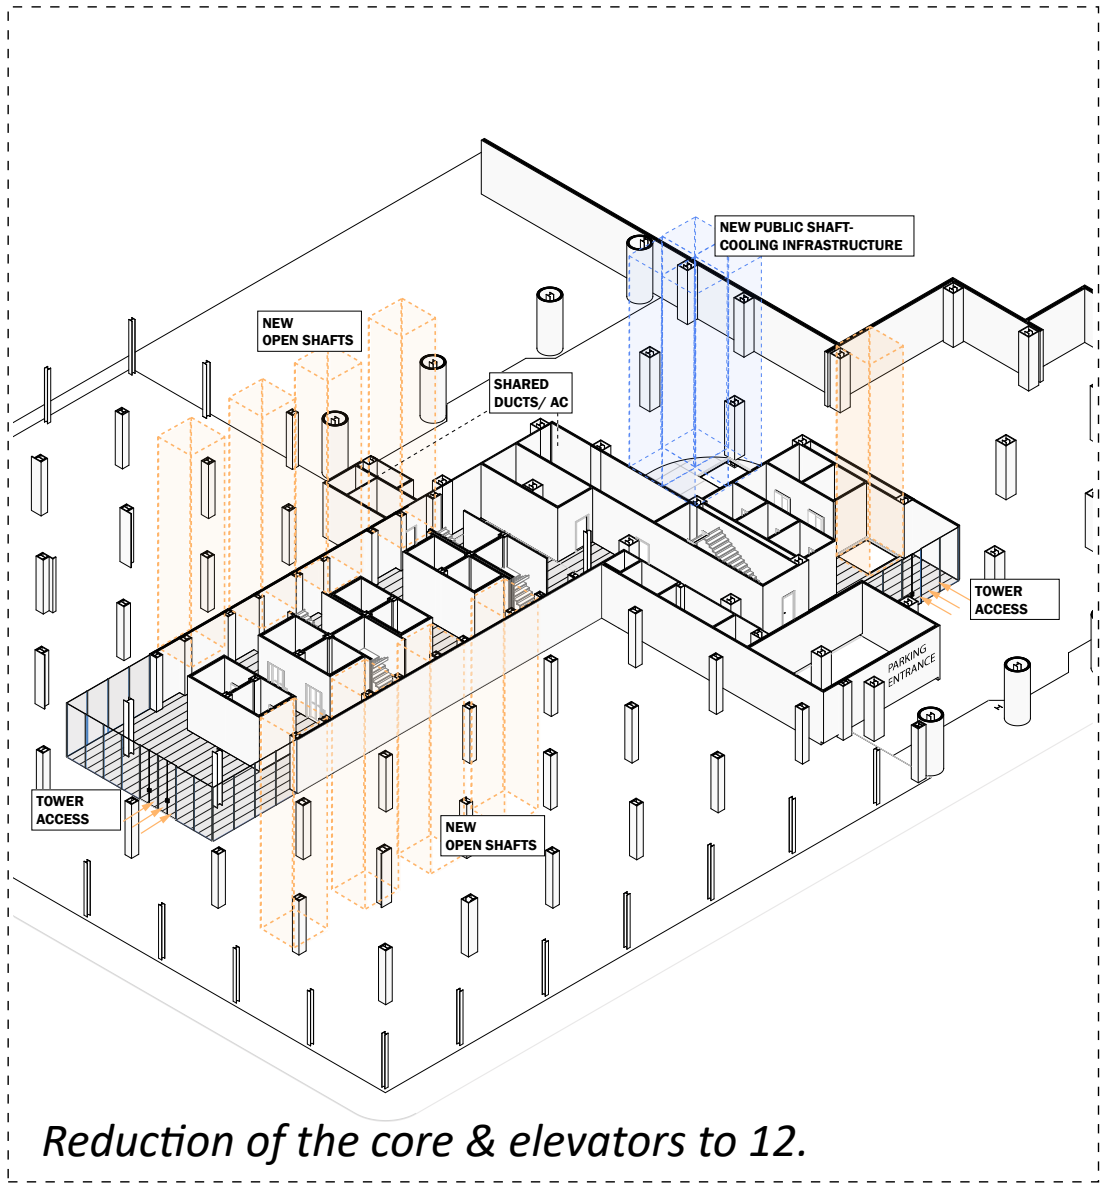 NEW PUBLIC SHAFT-
COOLING INFRASTRUCTURE
NEW
OPEN SHAFTS
SHARED
DUCTS/ AC
TOWER
ACCESS
PARKING
ENTRANCE
TOWER
ACCESS
NEW
OPEN SHAFTS
Reduction of the core & elevators to 12.